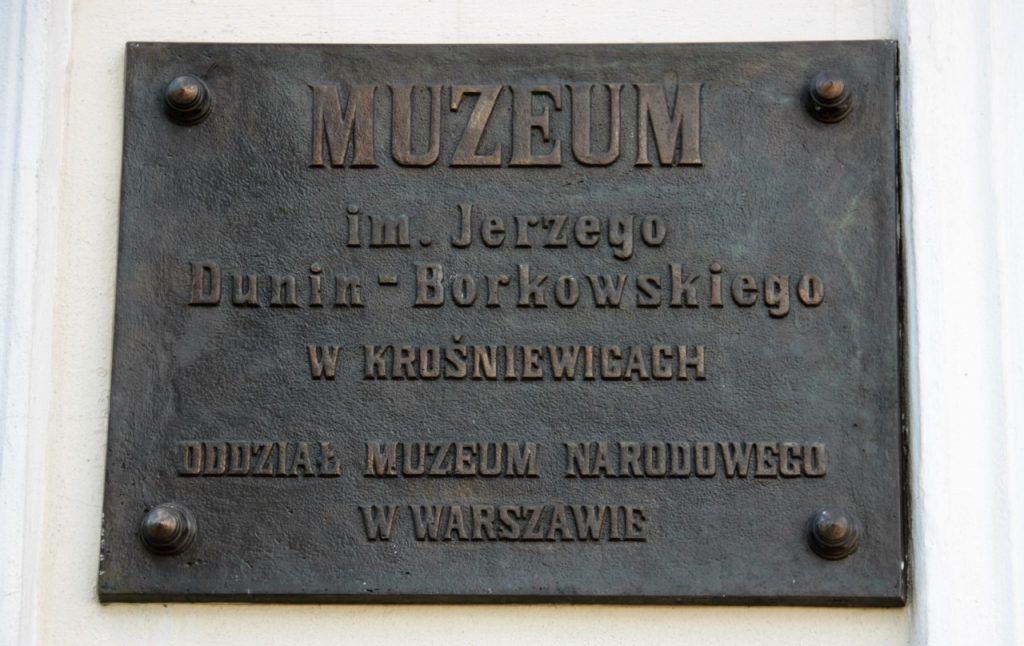 MUZEUM
im. Jerzego
Dunin-Borkowskiego
W KROŚNIEWICACH
ODDZIAŁ MUZEUM NARODOWEGO
W WARSZAWIE